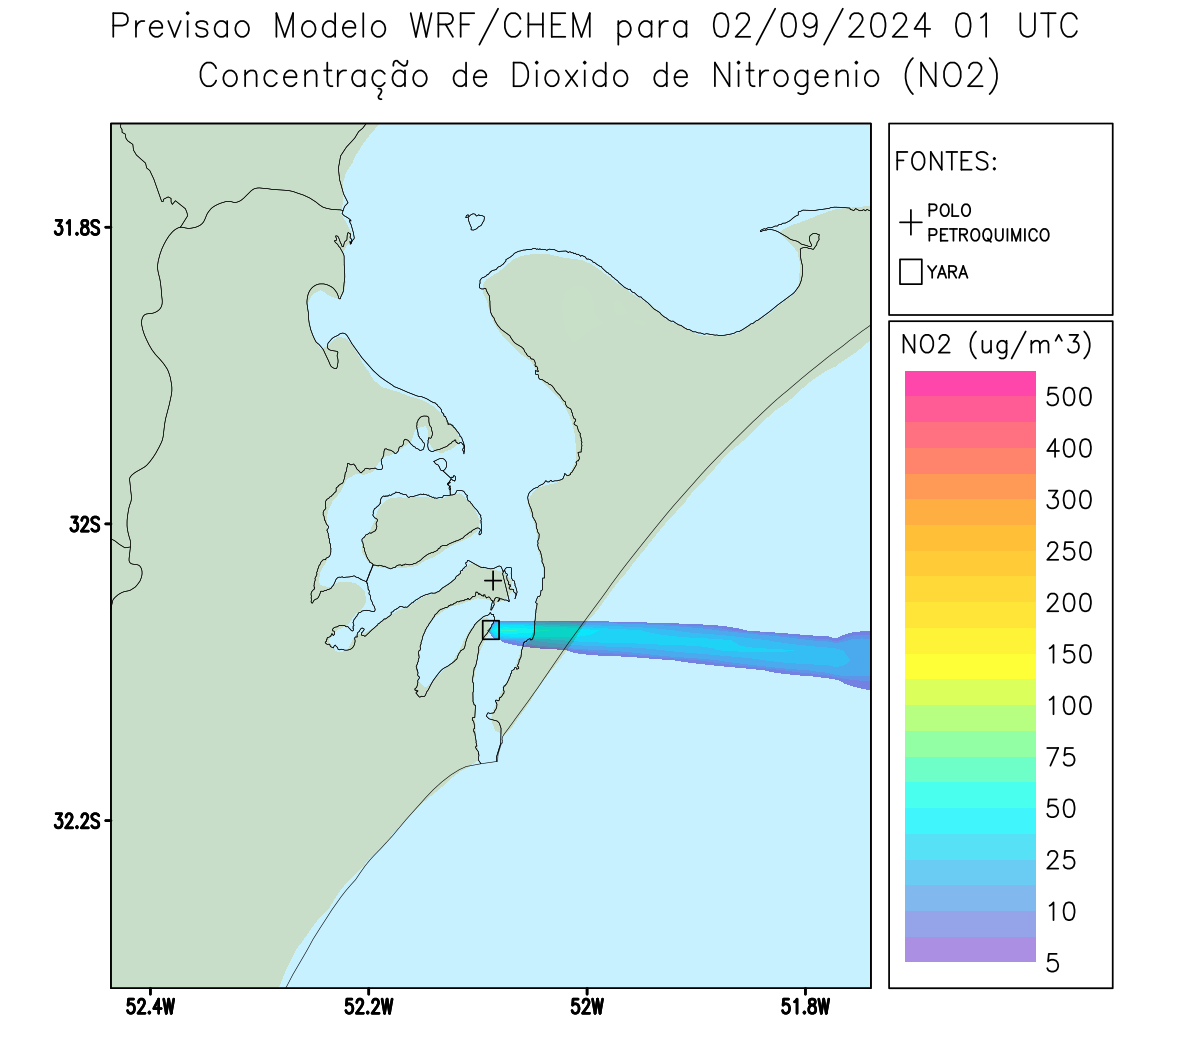 Previsao Modelo WRF/CHEM para 02/09/2024 01 UTC
Concentração de Dioxido de Nitrogenio (NO2)
FONTES:
POLO
PETROQUIMICO
YARA
NO2 (ug/m^3)
500
400
300
250
200
150
100
75
50
25
10
5
31.8S
32S
32.2S
52.4W
52.2W
52W
51.8W